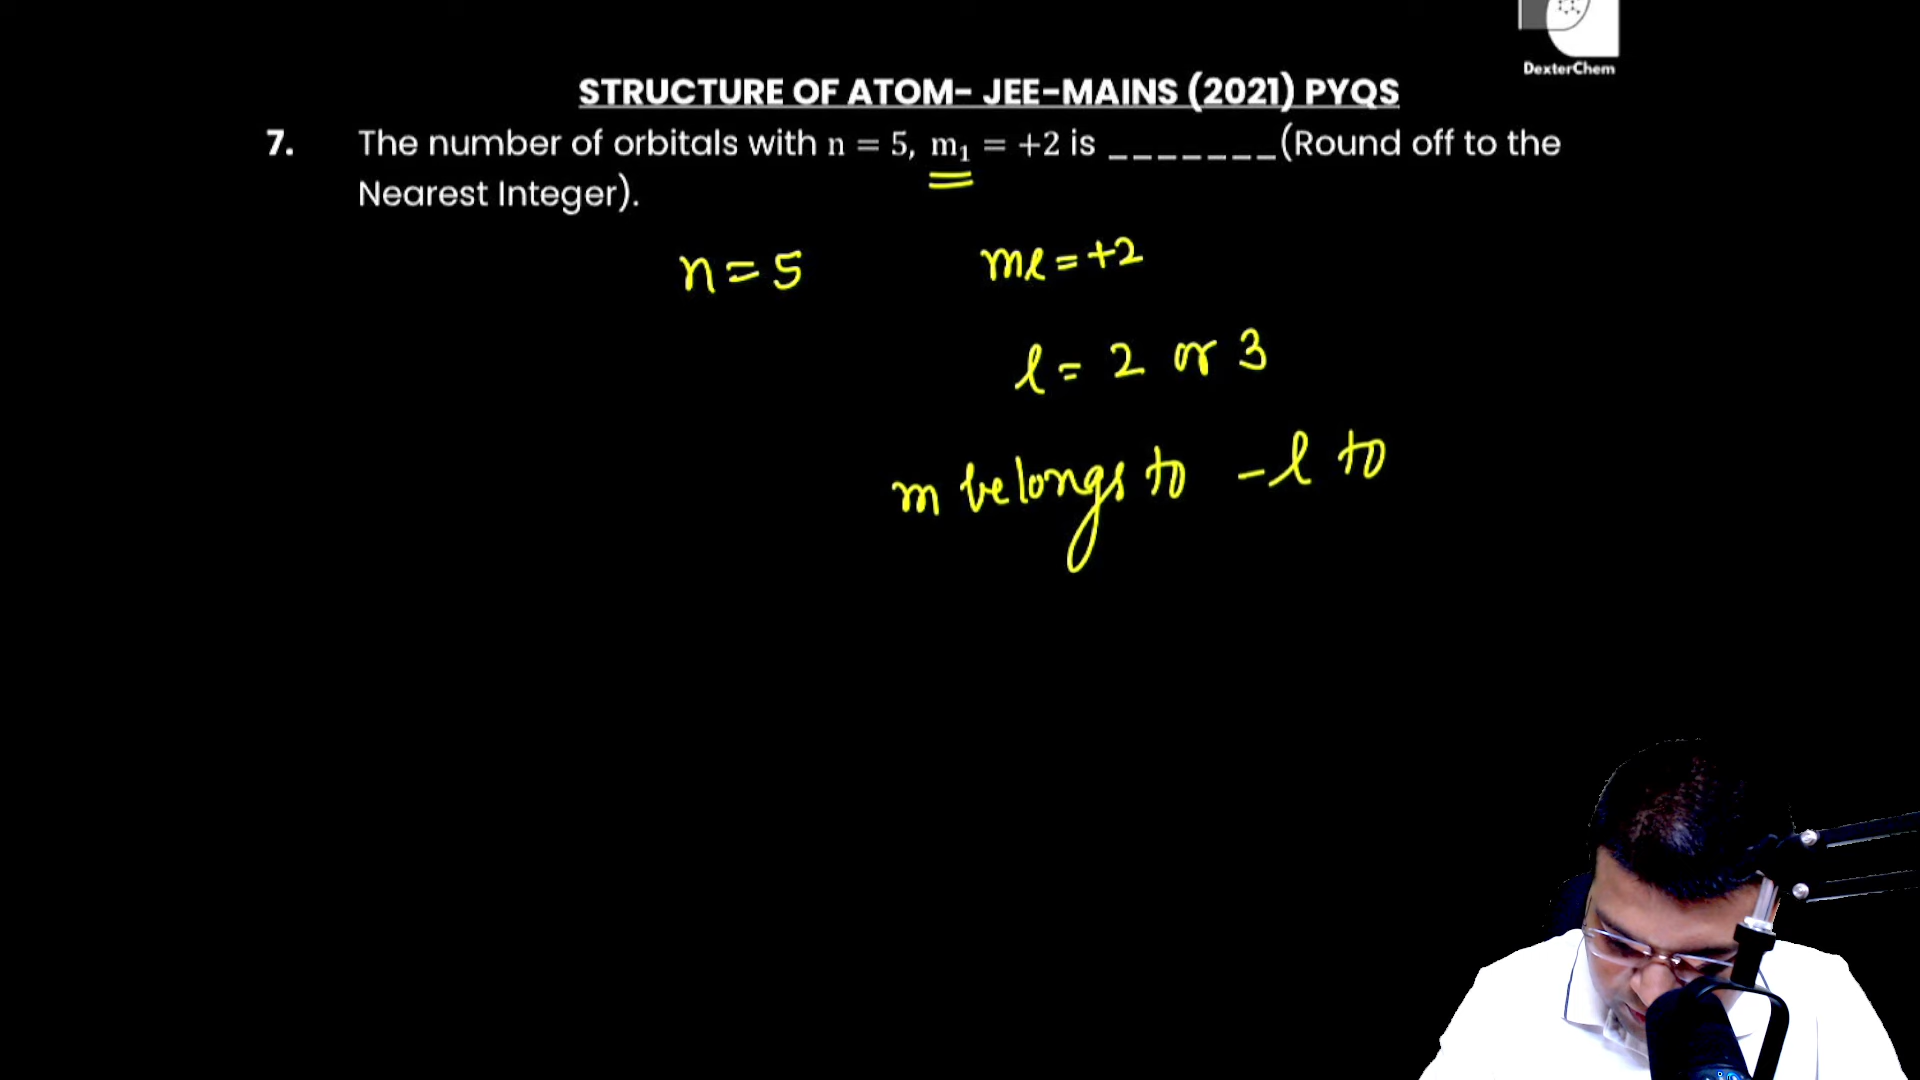 DexterChem
STRUCTURE OF ATOM- JEE-MAINS (2021) PYQS
7. The number of orbitals with n = 5, m₁ = +2 is _______(Round off to the
Nearest Integer).
n = 5 mℓ = +2
ℓ = 2 or 3
m belongs to -ℓ to